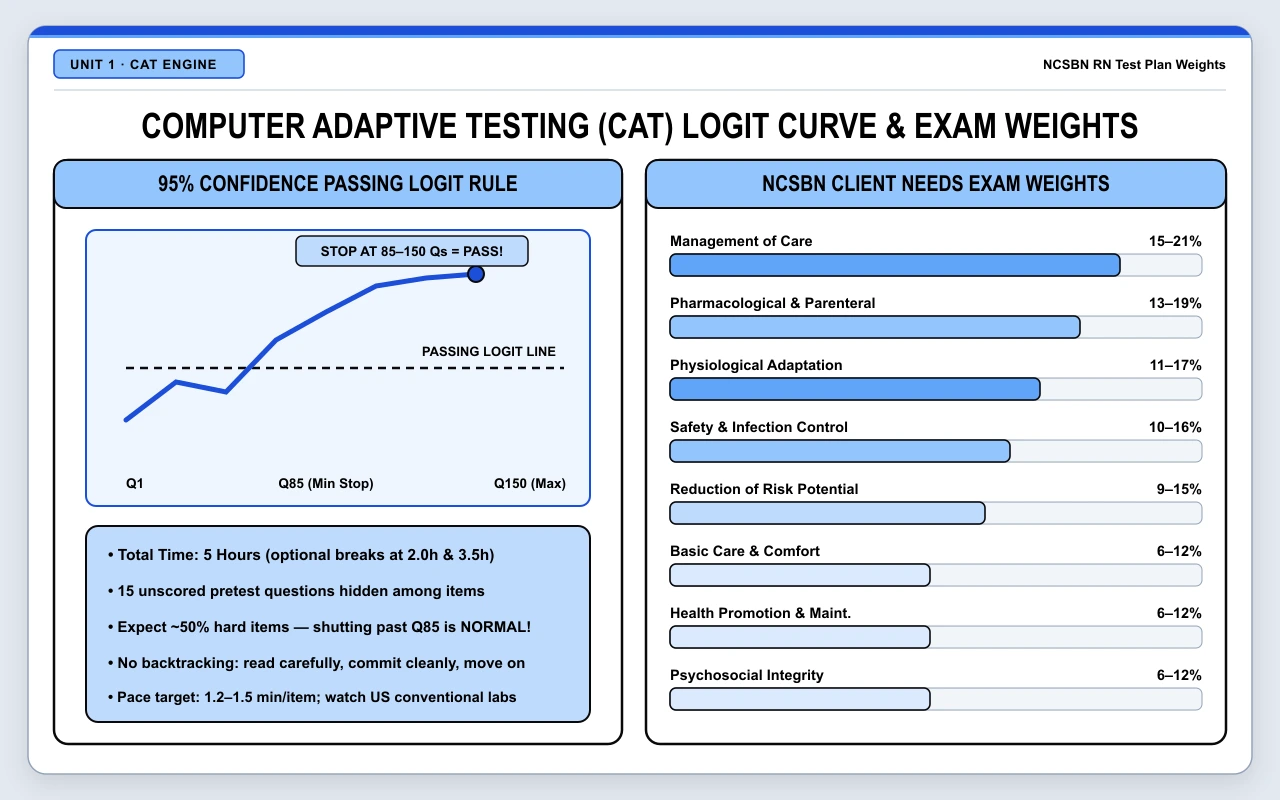 UNIT 1 · CAT ENGINE
NCSBN RN Test Plan Weights
COMPUTER ADAPTIVE TESTING (CAT) LOGIT CURVE & EXAM WEIGHTS
95% CONFIDENCE PASSING LOGIT RULE
STOP AT 85–150 Qs = PASS!
PASSING LOGIT LINE
Q1
Q85 (Min Stop)
Q150 (Max)
• Total Time: 5 Hours (optional breaks at 2.0h & 3.5h)
• 15 unscored pretest questions hidden among items
• Expect ~50% hard items — shutting past Q85 is NORMAL!
• No backtracking: read carefully, commit cleanly, move on
• Pace target: 1.2–1.5 min/item; watch US conventional labs
NCSBN CLIENT NEEDS EXAM WEIGHTS
Management of Care 15–21%
Pharmacological & Parenteral 13–19%
Physiological Adaptation 11–17%
Safety & Infection Control 10–16%
Reduction of Risk Potential 9–15%
Basic Care & Comfort 6–12%
Health Promotion & Maint. 6–12%
Psychosocial Integrity 6–12%